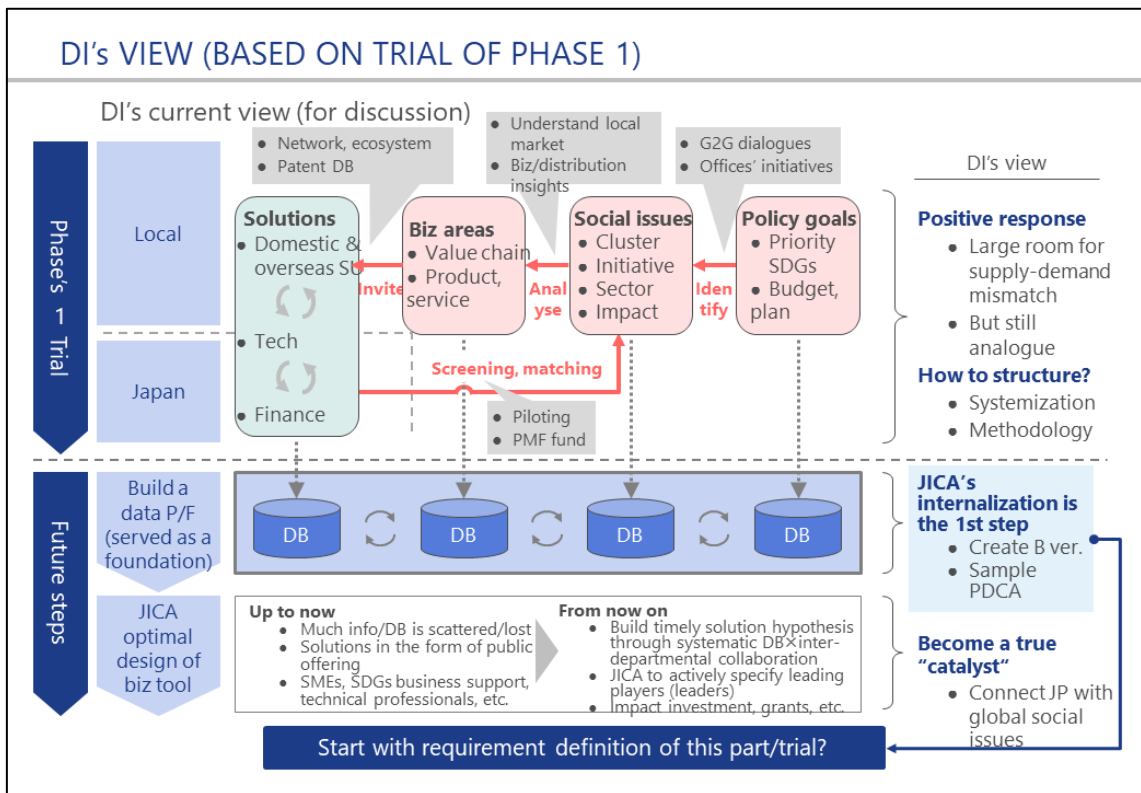 DI's VIEW (BASED ON TRIAL OF PHASE 1)
DI's current view (for discussion)
● Network, ecosystem
● Patent DB
● Understand local
market
● Biz/distribution
insights
● G2G dialogues
● Offices' initiatives
DI's view
Phase's 1 Trial
Local
Japan
Solutions
● Domestic &
overseas SU
● Tech
● Finance
Invite
Biz areas
● Value chain
● Product,
service
Anal
yse
Social issues
● Cluster
● Initiative
● Sector
● Impact
Iden
tify
Policy goals
● Priority
SDGs
● Budget,
plan
Screening, matching
● Piloting
● PMF fund
Positive response
● Large room for
supply-demand
mismatch
● But still
analogue
How to structure?
● Systemization
● Methodology
Future steps
Build a
data P/F
(served as a
foundation)
DB
DB
DB
DB
JICA's
internalization is
the 1st step
● Create B ver.
● Sample
PDCA
JICA
optimal
design of
biz tool
Up to now
● Much info/DB is scattered/lost
● Solutions in the form of public
offering
● SMEs, SDGs business support,
technical professionals, etc.
From now on
● Build timely solution hypothesis
through systematic DB×inter-
departmental collaboration
● JICA to actively specify leading
players (leaders)
● Impact investment, grants, etc.
Become a true
“catalyst“
● Connect JP with
global social
issues
Start with requirement definition of this part/trial?